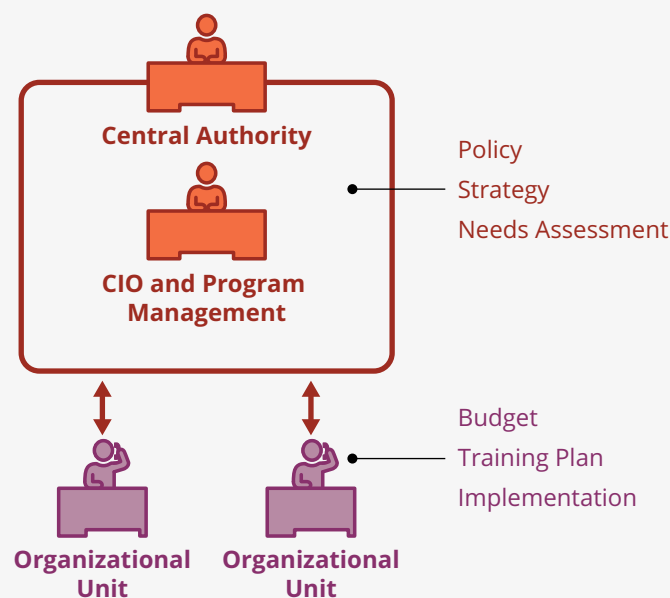 Central Authority
Policy
Strategy
Needs Assessment
CIO and Program
Management
Budget
Training Plan
Implementation
Organizational
Unit
Organizational
Unit